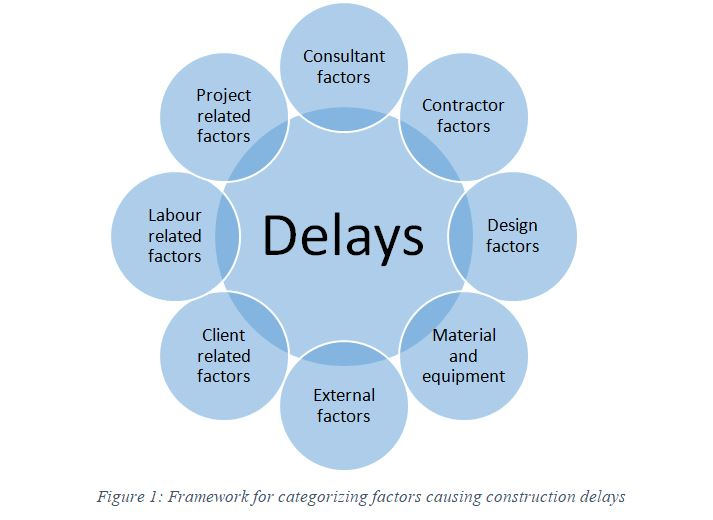 Consultant
factors
Contractor
factors
Design
factors
Material
and
equipment
External
factors
Client
related
factors
Labour
related
factors
Project
related
factors
Delays
Figure 1: Framework for categorizing factors causing construction delays